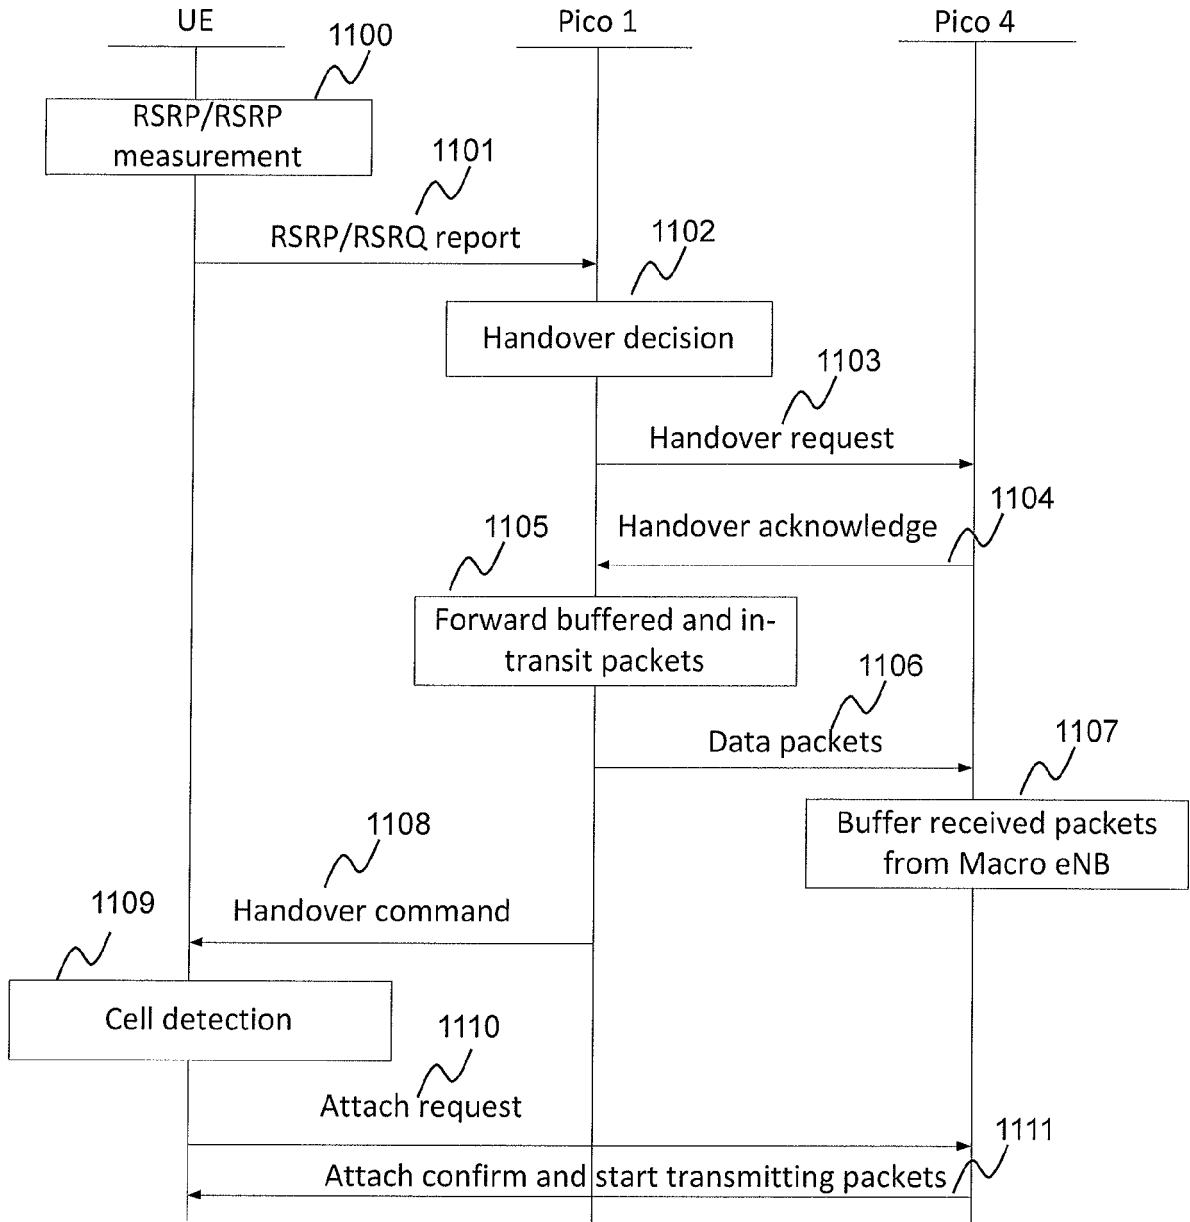 UE
Pico 1
Pico 4
1100
RSRP/RSRP
measurement
1101
RSRP/RSRQ report
1102
Handover decision
1103
Handover request
1104
Handover acknowledge
1105
Forward buffered and in-
transit packets
1106
Data packets
1107
Buffer received packets
from Macro eNB
1108
Handover command
1109
Cell detection
1110
Attach request
1111
Attach confirm and start transmitting packets